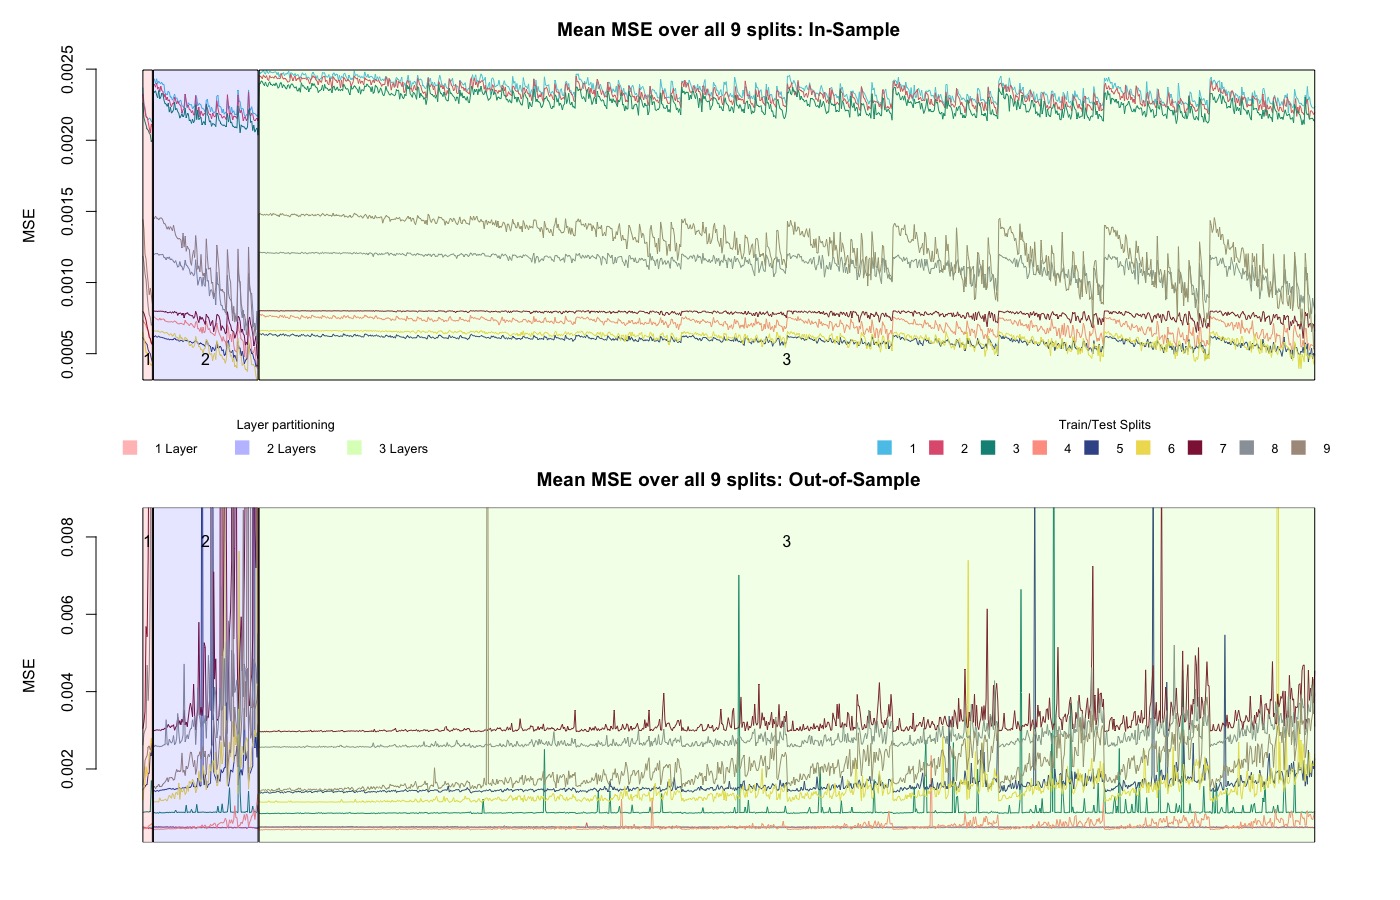 Mean MSE over all 9 splits: In-Sample
MSE
0.0005 0.0010 0.0015 0.0020 0.0025
1 2 3
Layer partitioning
1 Layer 2 Layers 3 Layers
Train/Test Splits
1 2 3 4 5 6 7 8 9
Mean MSE over all 9 splits: Out-of-Sample
MSE
0.002 0.004 0.006 0.008
1 2 3